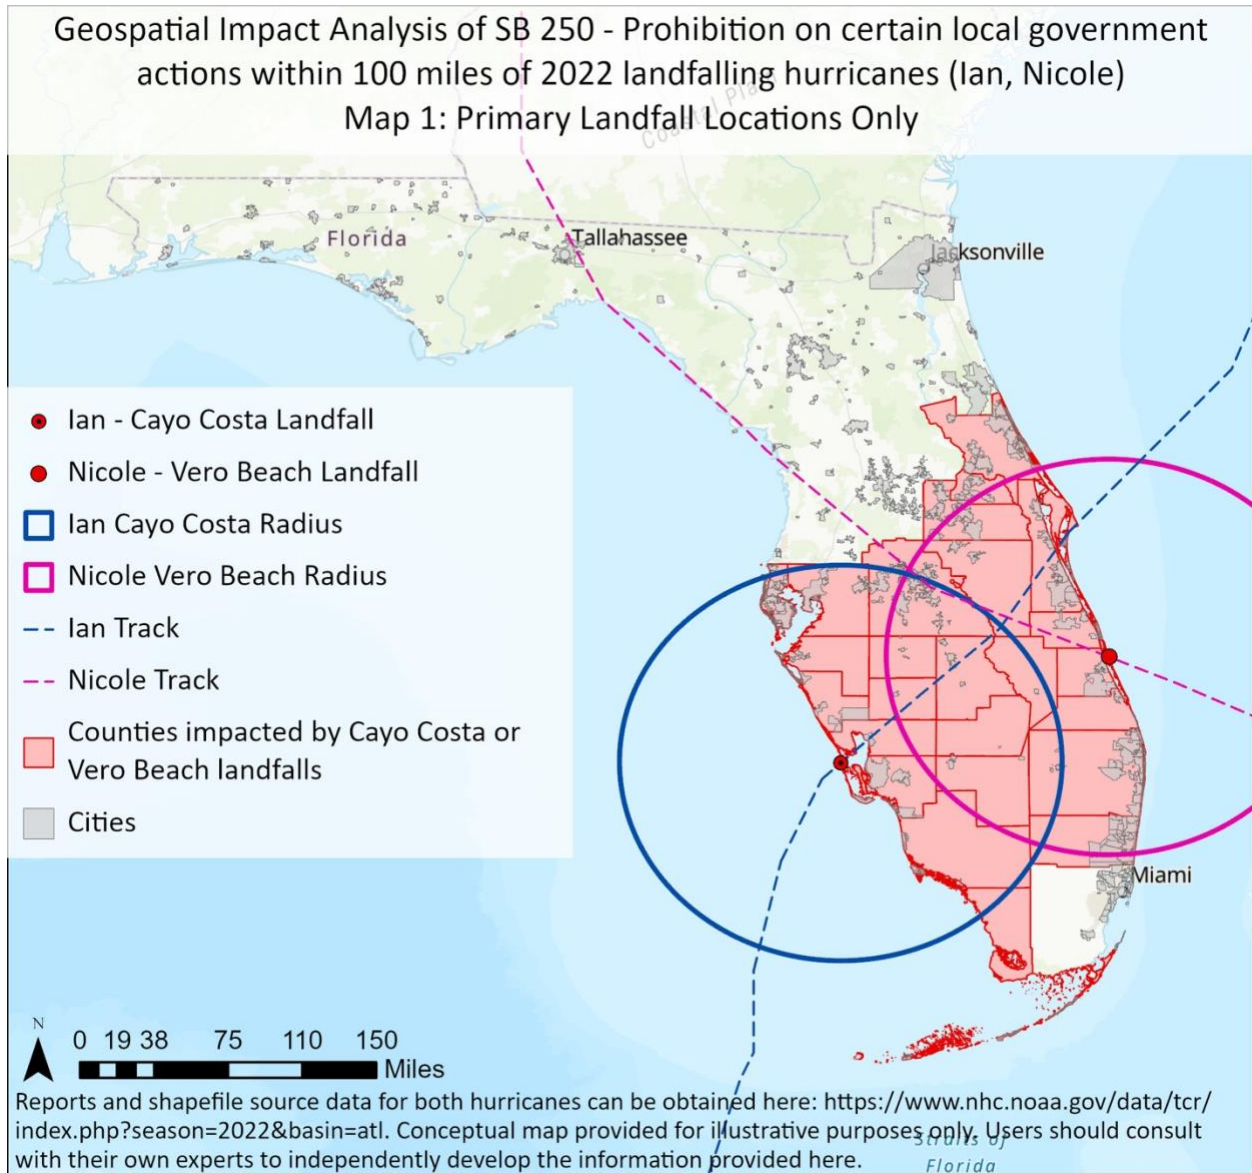 Geospatial Impact Analysis of SB 250 - Prohibition on certain local government
actions within 100 miles of 2022 landfalling hurricanes (Ian, Nicole)
Map 1: Primary Landfall Locations Only
Coastal Plain
Florida
Tallahassee
Jacksonville
Ian - Cayo Costa Landfall
Nicole - Vero Beach Landfall
Ian Cayo Costa Radius
Nicole Vero Beach Radius
Ian Track
Nicole Track
Counties impacted by Cayo Costa or
Vero Beach landfalls
Cities
Miami
N
0 19 38 75 110 150
Miles
Reports and shapefile source data for both hurricanes can be obtained here: https://www.nhc.noaa.gov/data/tcr/
index.php?season=2022&basin=atl. Conceptual map provided for illustrative purposes only. Users should consult
with their own experts to independently develop the information provided here.
Straits of
Florida